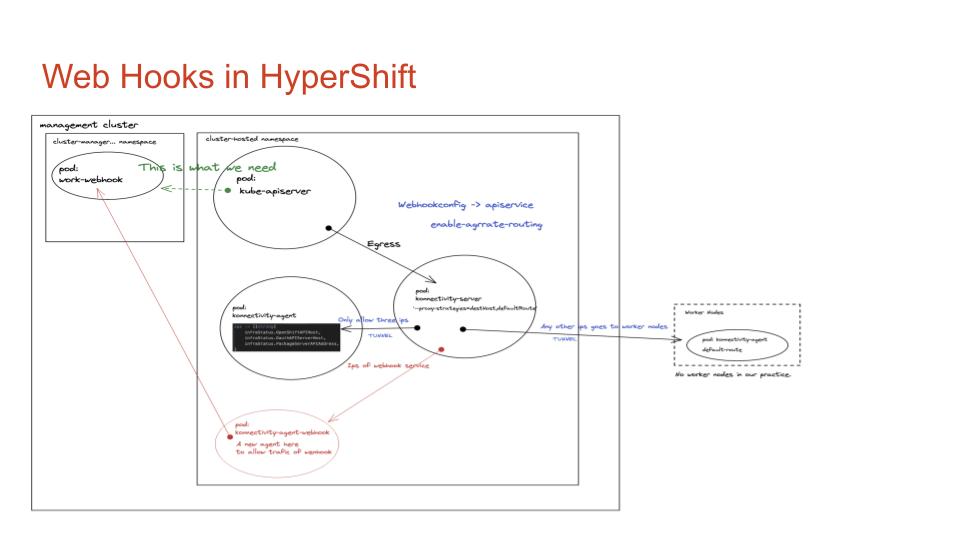 Web Hooks in HyperShift
management cluster
cluster-manager... namespace
pod:
work-webhook
This is what we need
cluster-hosted namespace
pod:
kube-apiserver
Webhookconfig -> apiservice
enable-agrrate-routing
Egress
pod:
konnectivity-server
'--proxy-strategies=destHost,defaultRoute'
pod:
konnectivity-agent
infraStatus.OpenShiftAPIHost,
infraStatus.OauthAPIServerHost,
infraStatus.PackageServerAPIAddress,
Only allow three ips
TUNNEL
Any other ips goes to worker nodes
TUNNEL
Worker Nodes
pod: konnectivity-agent
default-route
No worker nodes in our practice.
Ips of webhook service
pod:
konnectivity-agent-webhook
A new agent here
to allow trafic of wenhook